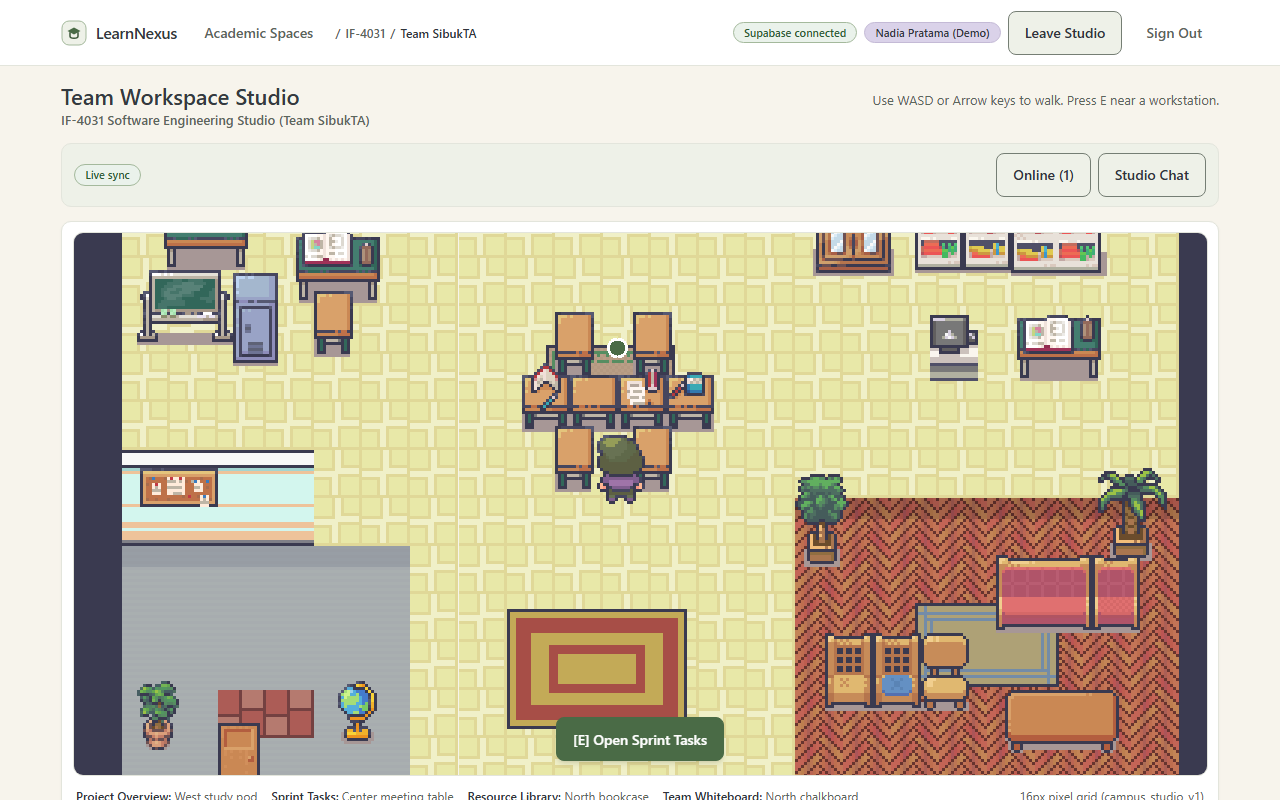 LearnNexus Academic Spaces / IF-4031 / Team SibukTA Supabase connected Nadia Pratama (Demo) Leave Studio Sign Out
Team Workspace Studio
Use WASD or Arrow keys to walk. Press E near a workstation.
IF-4031 Software Engineering Studio (Team SibukTA)
Live sync Online (1) Studio Chat
[E] Open Sprint Tasks
Project Overview: West study pod Sprint Tasks: Center meeting table Resource Library: North bookcase Team Whiteboard: North chalkboard 16px pixel grid (campus_studio_v1)